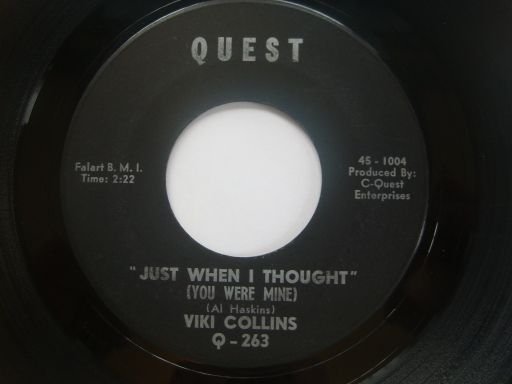 QUEST
Falart B. M. I.
Time: 2:22
45 - 1004
Produced By:
C-Quest
Enterprises
"JUST WHEN I THOUGHT"
(YOU WERE MINE)
(Al Haskins)
VIKI COLLINS
Q - 263